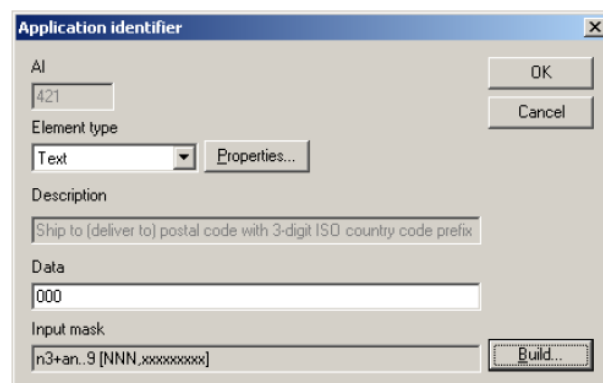 Application identifier
AI
OK
421
Cancel
Element type
Text
Properties...
Description
Ship to (deliver to) postal code with 3-digit ISO country code prefix
Data
000
Input mask
n3+an..9 [NNN,xxxxxxxxx]
Build...